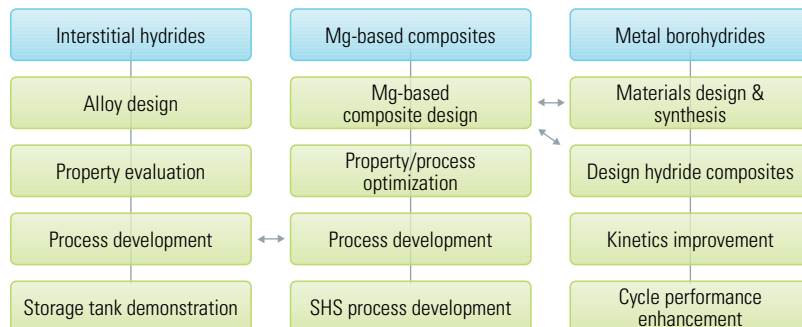 Interstitial hydrides
Mg-based composites
Metal borohydrides
Alloy design
Mg-based
composite design
Materials design &
synthesis
Property evaluation
Property/process
optimization
Design hydride composites
Process development
Process development
Kinetics improvement
Storage tank demonstration
SHS process development
Cycle performance
enhancement